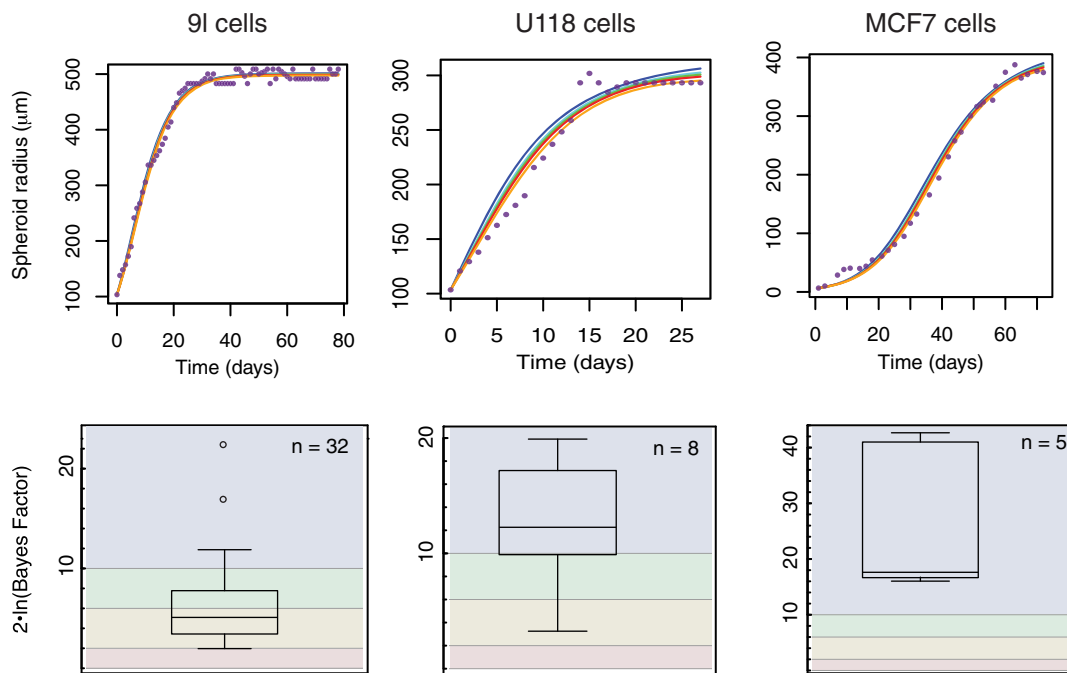 9l cells U118 cells MCF7 cells
Spheroid radius (μm)
100 200 300 400 500
0 20 40 60 80
Time (days)
100 150 200 250 300
0 5 10 15 20 25
Time (days)
0 100 200 300 400
0 20 40 60
Time (days)
2•ln(Bayes Factor)
10 20
n = 32
10 20
n = 8
10 20 30 40
n = 5